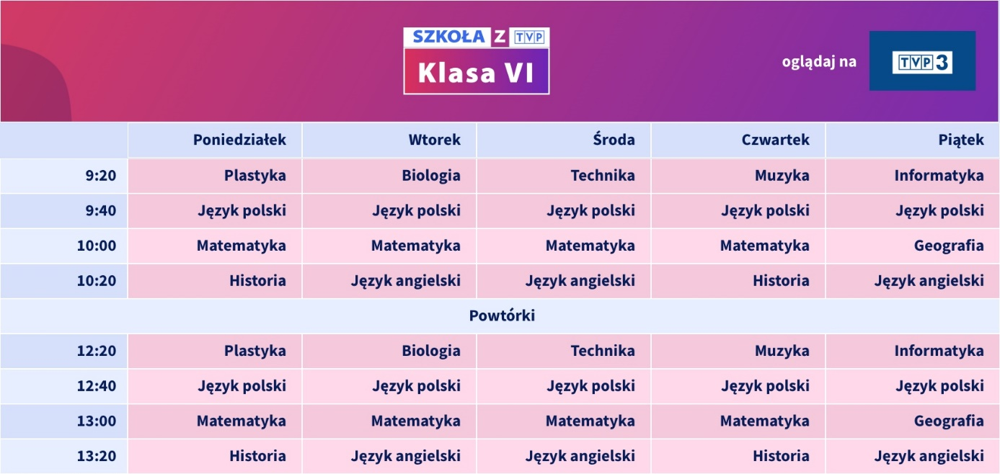 SZKOŁA Z TVP
Klasa VI
oglądaj na TVP3
Poniedziałek Wtorek Środa Czwartek Piątek
9:20 Plastyka Biologia Technika Muzyka Informatyka
9:40 Język polski Język polski Język polski Język polski Język polski
10:00 Matematyka Matematyka Matematyka Matematyka Geografia
10:20 Historia Język angielski Język angielski Historia Język angielski
Powtórki
12:20 Plastyka Biologia Technika Muzyka Informatyka
12:40 Język polski Język polski Język polski Język polski Język polski
13:00 Matematyka Matematyka Matematyka Matematyka Geografia
13:20 Historia Język angielski Język angielski Historia Język angielski